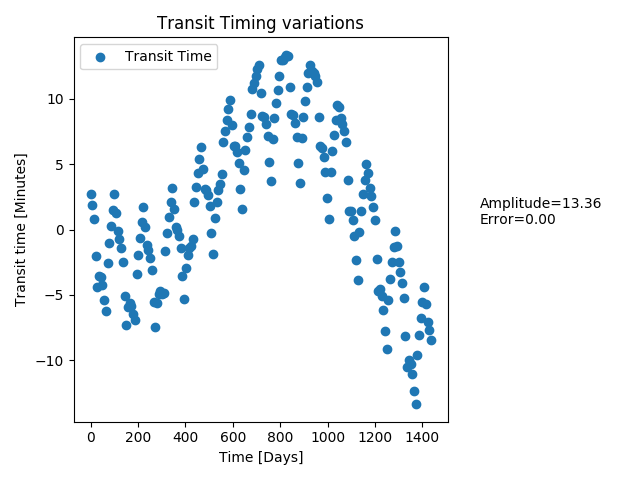 Transit Timing variations
Transit Time
Transit time [Minutes]
10
5
0
−5
−10
0 200 400 600 800 1000 1200 1400
Time [Days]
Amplitude=13.36
Error=0.00